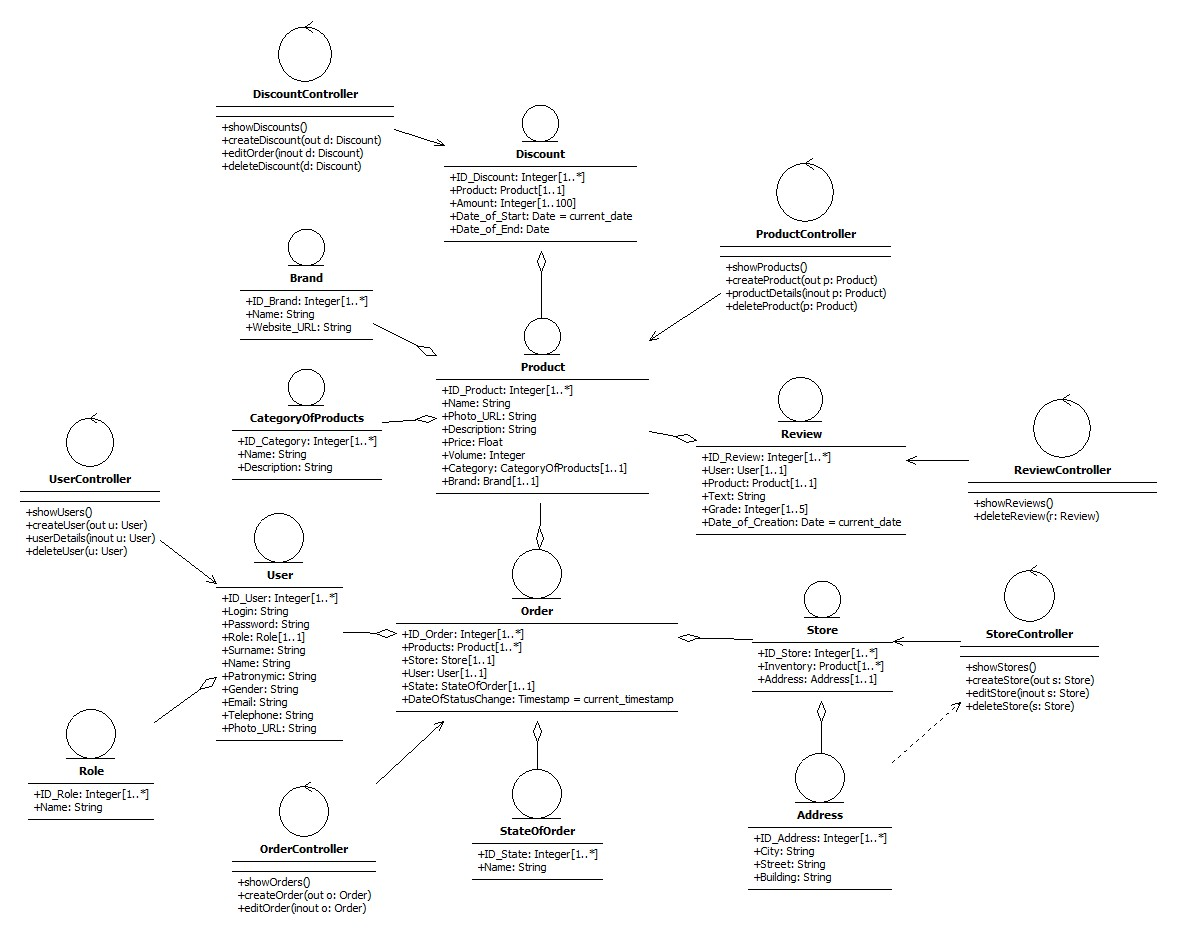 DiscountController
+showDiscounts()
+createDiscount(out d: Discount)
+editOrder(inout d: Discount)
+deleteDiscount(d: Discount)
Discount
+ID_Discount: Integer[1..*]
+Product: Product[1..1]
+Amount: Integer[1..100]
+Date_of_Start: Date = current_date
+Date_of_End: Date
ProductController
+showProducts()
+createProduct(out p: Product)
+productDetails(inout p: Product)
+deleteProduct(p: Product)
Brand
+ID_Brand: Integer[1..*]
+Name: String
+Website_URL: String
Product
+ID_Product: Integer[1..*]
+Name: String
+Photo_URL: String
+Description: String
+Price: Float
+Volume: Integer
+Category: CategoryOfProducts[1..1]
+Brand: Brand[1..1]
CategoryOfProducts
+ID_Category: Integer[1..*]
+Name: String
+Description: String
Review
+ID_Review: Integer[1..*]
+User: User[1..1]
+Product: Product[1..1]
+Text: String
+Grade: Integer[1..5]
+Date_of_Creation: Date = current_date
ReviewController
+showReviews()
+deleteReview(r: Review)
UserController
+showUsers()
+createUser(out u: User)
+userDetails(inout u: User)
+deleteUser(u: User)
User
+ID_User: Integer[1..*]
+Login: String
+Password: String
+Role: Role[1..1]
+Surname: String
+Name: String
+Patronymic: String
+Gender: String
+Email: String
+Telephone: String
+Photo_URL: String
Order
+ID_Order: Integer[1..*]
+Products: Product[1..*]
+Store: Store[1..1]
+User: User[1..1]
+State: StateOfOrder[1..1]
+DateOfStatusChange: Timestamp = current_timestamp
Store
+ID_Store: Integer[1..*]
+Inventory: Product[1..*]
+Address: Address[1..1]
StoreController
+showStores()
+createStore(out s: Store)
+editStore(inout s: Store)
+deleteStore(s: Store)
Role
+ID_Role: Integer[1..*]
+Name: String
OrderController
+showOrders()
+createOrder(out o: Order)
+editOrder(inout o: Order)
StateOfOrder
+ID_State: Integer[1..*]
+Name: String
Address
+ID_Address: Integer[1..*]
+City: String
+Street: String
+Building: String